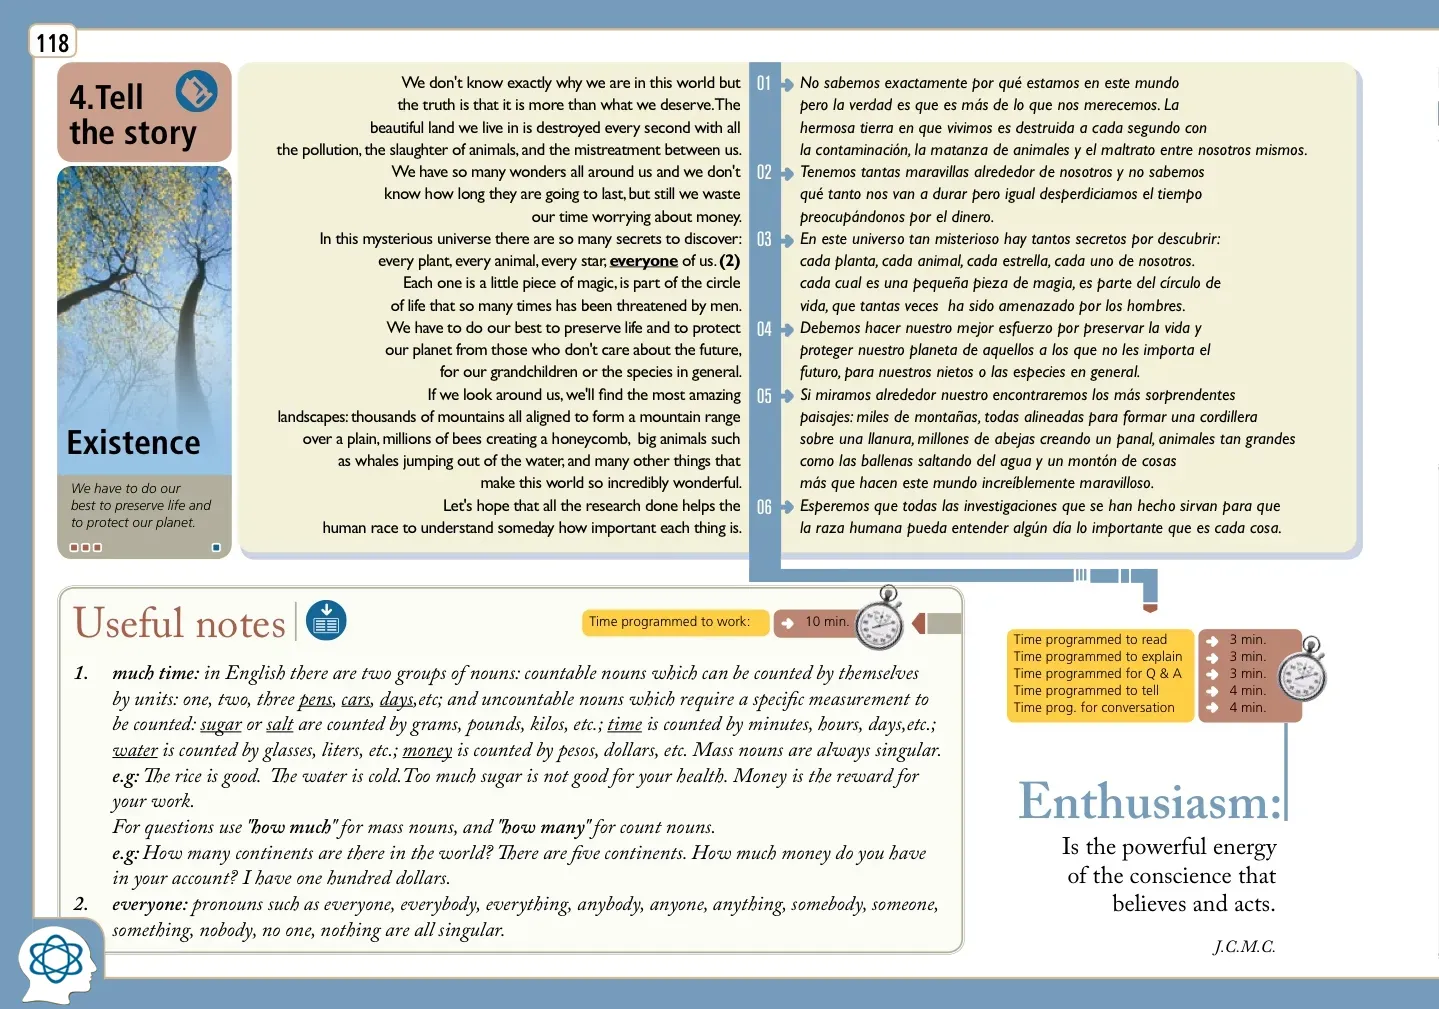 118
4.Tell
the story
Existence
We have to do our
best to preserve life and
to protect our planet.
We don't know exactly why we are in this world but
the truth is that it is more than what we deserve.The
beautiful land we live in is destroyed every second with all
the pollution, the slaughter of animals, and the mistreatment between us.
We have so many wonders all around us and we don't
know how long they are going to last, but still we waste
our time worrying about money.
In this mysterious universe there are so many secrets to discover:
every plant, every animal, every star, everyone of us. (2)
Each one is a little piece of magic, is part of the circle
of life that so many times has been threatened by men.
We have to do our best to preserve life and to protect
our planet from those who don't care about the future,
for our grandchildren or the species in general.
If we look around us, we'll find the most amazing
landscapes: thousands of mountains all aligned to form a mountain range
over a plain, millions of bees creating a honeycomb, big animals such
as whales jumping out of the water, and many other things that
make this world so incredibly wonderful.
Let's hope that all the research done helps the
human race to understand someday how important each thing is.
01
No sabemos exactamente por qué estamos en este mundo
pero la verdad es que es más de lo que nos merecemos. La
hermosa tierra en que vivimos es destruida a cada segundo con
la contaminación, la matanza de animales y el maltrato entre nosotros mismos.
02
Tenemos tantas maravillas alrededor de nosotros y no sabemos
qué tanto nos van a durar pero igual desperdiciamos el tiempo
preocupándonos por el dinero.
03
En este universo tan misterioso hay tantos secretos por descubrir:
cada planta, cada animal, cada estrella, cada uno de nosotros.
cada cual es una pequeña pieza de magia, es parte del círculo de
vida, que tantas veces ha sido amenazado por los hombres.
04
Debemos hacer nuestro mejor esfuerzo por preservar la vida y
proteger nuestro planeta de aquellos a los que no les importa el
futuro, para nuestros nietos o las especies en general.
05
Si miramos alrededor nuestro encontraremos los más sorprendentes
paisajes: miles de montañas, todas alineadas para formar una cordillera
sobre una llanura, millones de abejas creando un panal, animales tan grandes
como las ballenas saltando del agua y un montón de cosas
más que hacen este mundo increíblemente maravilloso.
06
Esperemos que todas las investigaciones que se han hecho sirvan para que
la raza humana pueda entender algún día lo importante que es cada cosa.
Useful notes
Time programmed to work: 10 min.
1. much time: in English there are two groups of nouns: countable nouns which can be counted by themselves
by units: one, two, three pens, cars, days,etc; and uncountable nouns which require a specific measurement to
be counted: sugar or salt are counted by grams, pounds, kilos, etc.; time is counted by minutes, hours, days,etc.;
water is counted by glasses, liters, etc.; money is counted by pesos, dollars, etc. Mass nouns are always singular.
e.g: The rice is good. The water is cold.Too much sugar is not good for your health. Money is the reward for
your work.
For questions use "how much" for mass nouns, and "how many" for count nouns.
e.g: How many continents are there in the world? There are five continents. How much money do you have
in your account? I have one hundred dollars.
2. everyone: pronouns such as everyone, everybody, everything, anybody, anyone, anything, somebody, someone,
something, nobody, no one, nothing are all singular.
Time programmed to read 3 min.
Time programmed to explain 3 min.
Time programmed for Q & A 3 min.
Time programmed to tell 4 min.
Time prog. for conversation 4 min.
Enthusiasm:
Is the powerful energy
of the conscience that
believes and acts.
J.C.M.C.